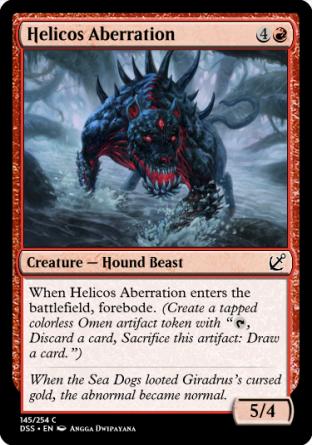 Helicos Aberration 4
Creature — Hound Beast
When Helicos Aberration enters the
battlefield, forebode. (Create a tapped
colorless Omen artifact token with “,
Discard a card, Sacrifice this artifact: Draw
a card.”)
When the Sea Dogs looted Giradrus's cursed
gold, the abnormal became normal.
5/4
145/254 C
DSS • EN Angga Dwipayana